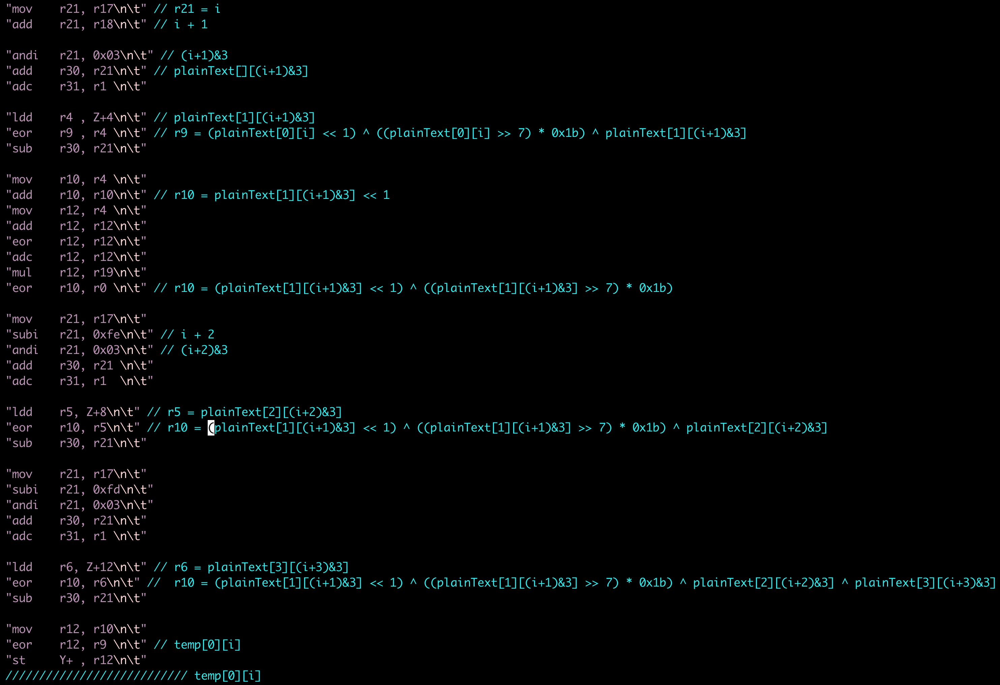 "mov    r21, r17\n\t" // r21 = i
"add    r21, r18\n\t" // i + 1
"andi   r21, 0x03\n\t" // (i+1)&3
"add    r30, r21\n\t" // plainText[][(i+1)&3]
"adc    r31, r1 \n\t"
"ldd    r4 , Z+4\n\t" // plainText[1][(i+1)&3]
"eor    r9 , r4 \n\t" // r9 = (plainText[0][i] << 1) ^ ((plainText[0][i] >> 7) * 0x1b) ^ plainText[1][(i+1)&3]
"sub    r30, r21\n\t"
"mov    r10, r4 \n\t"
"add    r10, r10\n\t" // r10 = plainText[1][(i+1)&3] << 1
"mov    r12, r4 \n\t"
"add    r12, r12\n\t"
"eor    r12, r12\n\t"
"adc    r12, r12\n\t"
"mul    r12, r19\n\t"
"eor    r10, r0 \n\t" // r10 = (plainText[1][(i+1)&3] << 1) ^ ((plainText[1][(i+1)&3] >> 7) * 0x1b)
"mov    r21, r17\n\t"
"subi   r21, 0xfe\n\t" // i + 2
"andi   r21, 0x03\n\t" // (i+2)&3
"add    r30, r21 \n\t"
"adc    r31, r1  \n\t"
"ldd    r5, Z+8\n\t" // r5 = plainText[2][(i+2)&3]
"eor    r10, r5\n\t" // r10 = (plainText[1][(i+1)&3] << 1) ^ ((plainText[1][(i+1)&3] >> 7) * 0x1b) ^ plainText[2][(i+2)&3]
"sub    r30, r21\n\t"
"mov    r21, r17\n\t"
"subi   r21, 0xfd\n\t"
"andi   r21, 0x03\n\t"
"add    r30, r21\n\t"
"adc    r31, r1 \n\t"
"ldd    r6, Z+12\n\t" // r6 = plainText[3][(i+3)&3]
"eor    r10, r6\n\t" //  r10 = (plainText[1][(i+1)&3] << 1) ^ ((plainText[1][(i+1)&3] >> 7) * 0x1b) ^ plainText[2][(i+2)&3] ^ plainText[3][(i+3)&3]
"sub    r30, r21\n\t"
"mov    r12, r10\n\t"
"eor    r12, r9 \n\t" // temp[0][i]
"st     Y+ , r12\n\t"
/////////////////////////// temp[0][i]